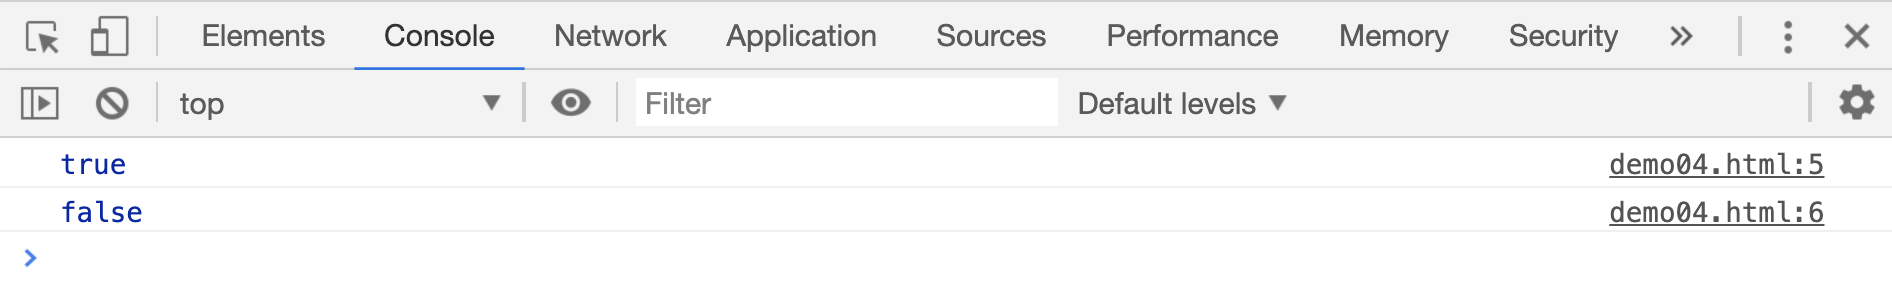 Elements Console Network Application Sources Performance Memory Security
top Filter Default levels
true demo04.html:5
false demo04.html:6